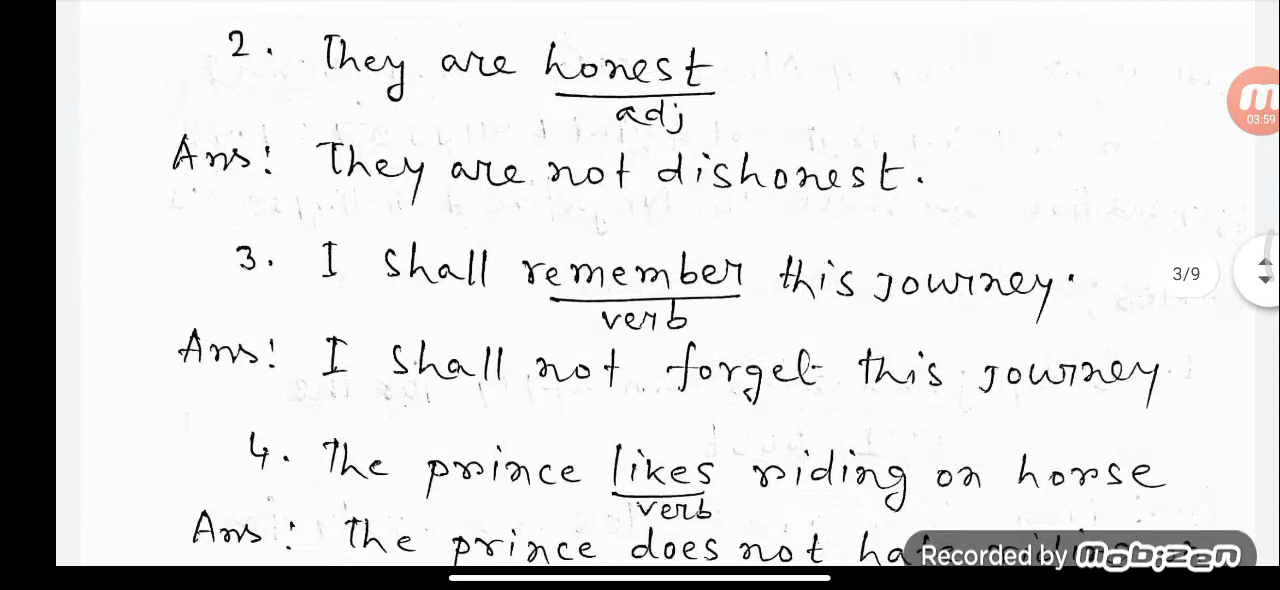 2. They are honest
adj
Ans: They are not dishonest.
3. I shall remember this journey.
verb
Ans: I shall not forget this journey
4. The prince likes riding on horse
verb
Ans: The prince does not
03:59
3/9
Recorded by Mobizen